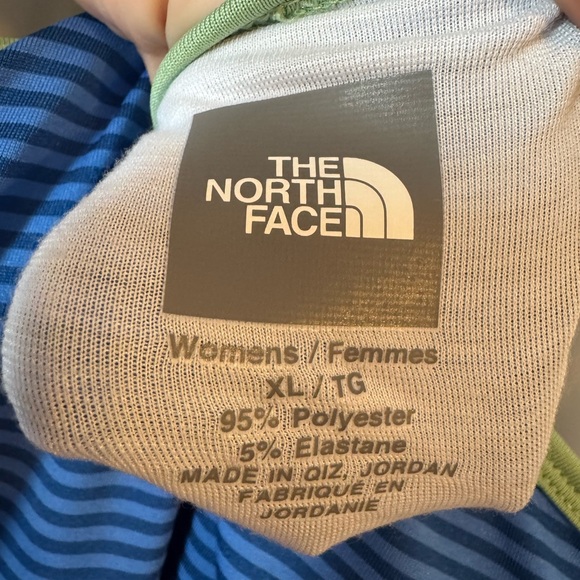 THE
NORTH
FACE
Womens / Femmes
XL / TG
95% Polyester
5% Elastane
MADE IN QIZ, JORDAN
FABRIQUÉ EN
JORDANIE